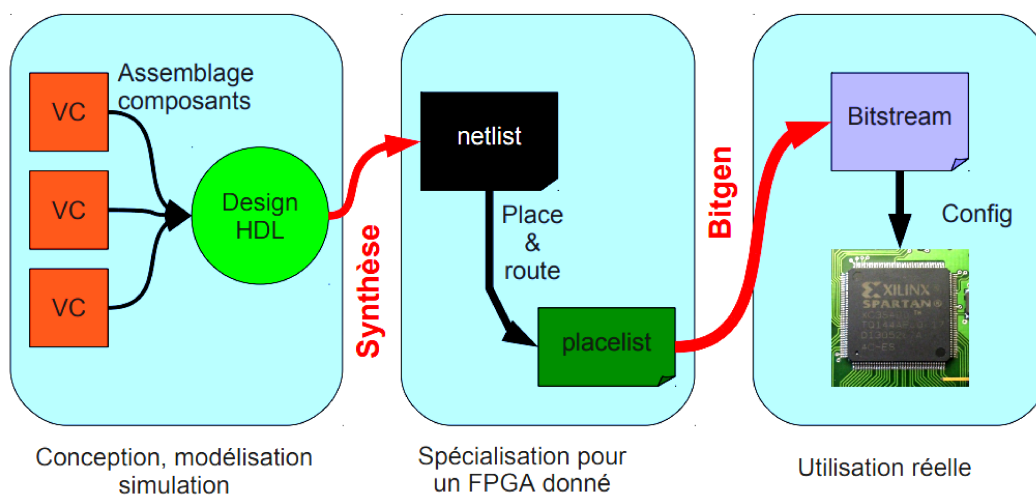 Assemblage
composants
VC
VC
VC
Design
HDL
Synthèse
netlist
Place
&
route
placelist
Bitgen
Bitstream
Config
XILINX
SPARTAN
Conception, modélisation
simulation
Spécialisation pour
un FPGA donné
Utilisation réelle